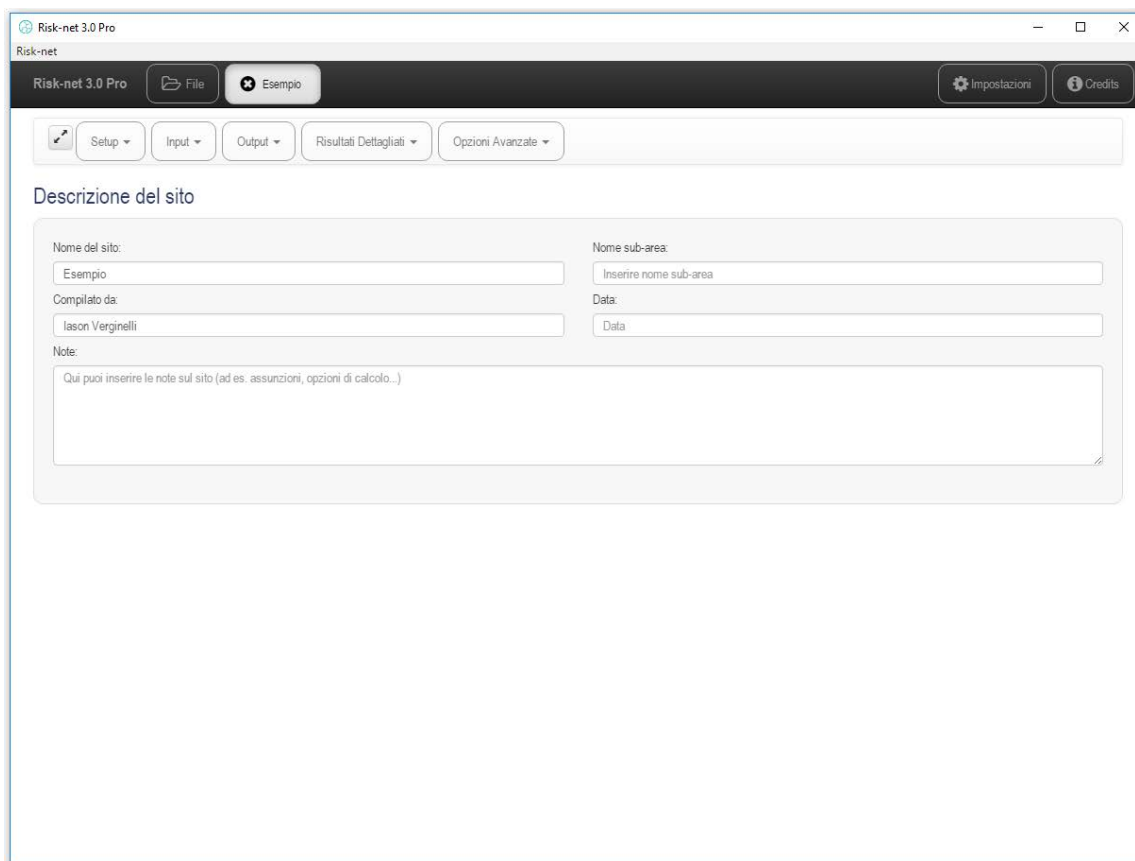 Risk-net 3.0 Pro
Risk-net
Risk-net 3.0 Pro File Esempio Impostazioni Credits
Setup Input Output Risultati Dettagliati Opzioni Avanzate
Descrizione del sito
Nome del sito: Nome sub-area:
Esempio Inserire nome sub-area
Compilato da: Data:
Iason Verginelli Data
Note:
Qui puoi inserire le note sul sito (ad es. assunzioni, opzioni di calcolo...)